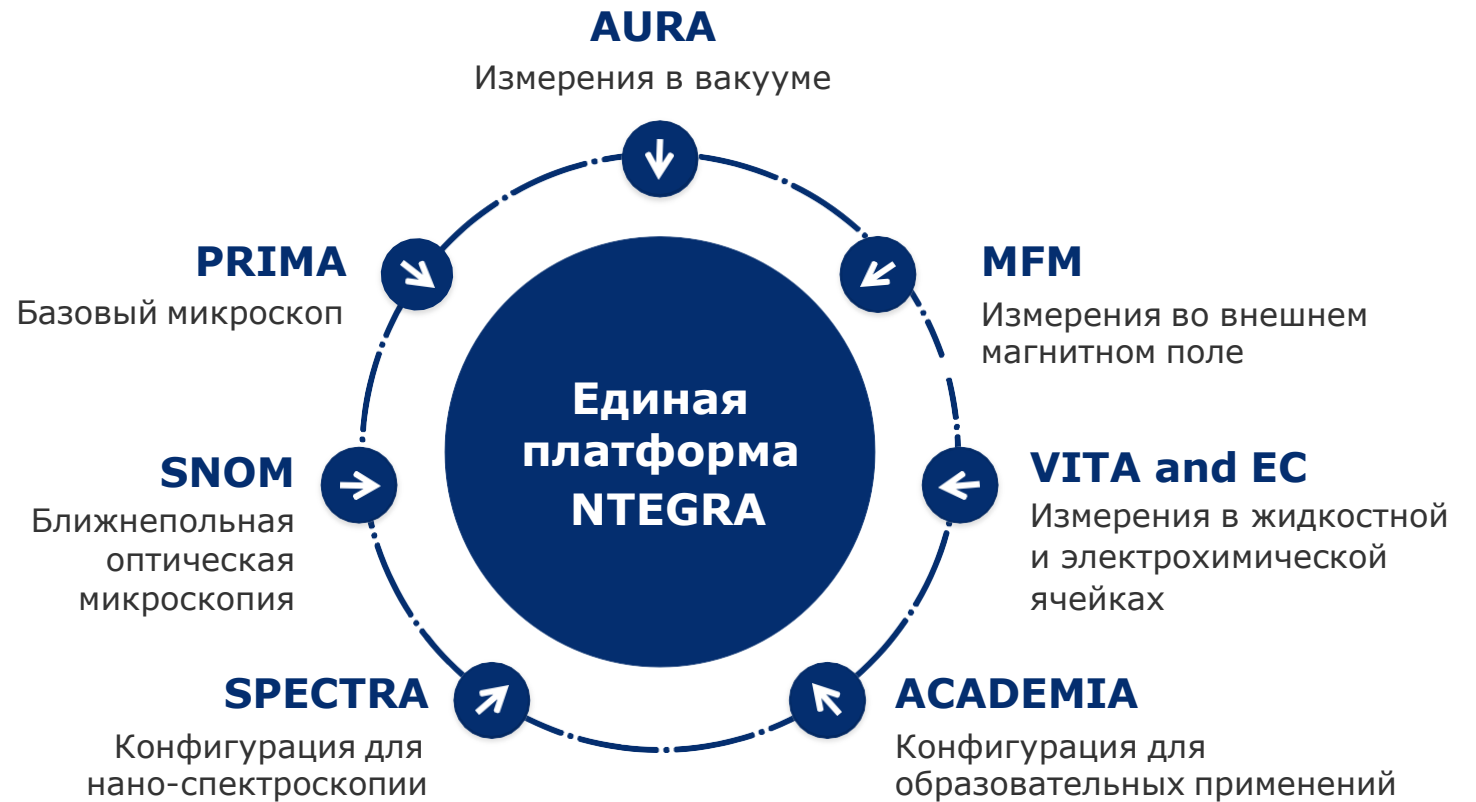 AURA
Измерения в вакууме
PRIMA
Базовый микроскоп
MFM
Измерения во внешнем
магнитном поле
Единая
платформа
NTEGRA
SNOM
Ближнепольная
оптическая
микроскопия
VITA and EC
Измерения в жидкостной
и электрохимической
ячейках
SPECTRA
Конфигурация для
нано-спектроскопии
ACADEMIA
Конфигурация для
образовательных применений